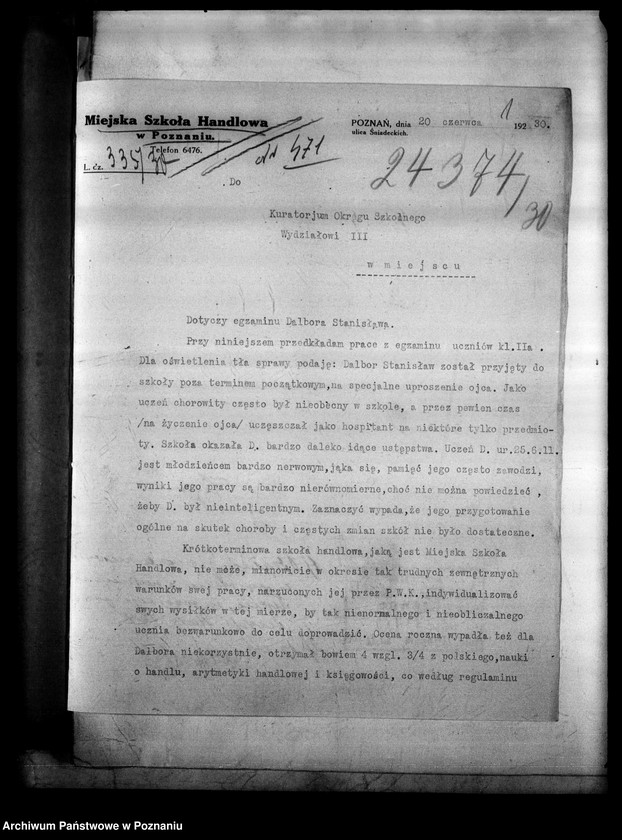 1
Miejska Szkoła Handlowa
w Poznaniu.
Telefon 6476.
L. dz. 335/30
471
POZNAŃ, dnia 20 czerwca 192 30.
ulica Śniadeckich.
24374/30
Do
Kuratorjum Okręgu Szkolnego
Wydziałowi III
w miejscu
Dotyczy egzaminu Dalbora Stanisława.
Przy niniejszem przedkładam prace z egzaminu uczniów kl.IIa .
Dla oświetlenia tła sprawy podaję: Dalbor Stanisław został przyjęty do
szkoły poza terminem początkowym,na specjalne uproszenie ojca. Jako
uczeń chorowity często był nieobecny w szkole, a przez pewien czas
/na życzenie ojca/ uczęszczał jako hospitant na niektóre tylko przedmio-
ty. Szkoła okazała D. bardzo daleko idące ustępstwa. Uczeń D. ur.25.6.11.
jest młodzieńcem bardzo nerwowym,jąka się, pamięć jego często zawodzi,
wyniki jego pracy są bardzo nierównomierne,choć nie można powiedzieć ,
żeby D. był nieinteligentnym. Zaznaczyć wypada,że jego przygotowanie
ogólne na skutek choroby i częstych zmian szkół nie było dostateczne.
Krótkoterminowa szkoła handlowa,jaką jest Miejska Szkoła
Handlowa, nie może, mianowicie w okresie tak trudnych zewnętrznych
warunków swej pracy, narzuconych jej przez P.W.K.,indywidualizować
swych wysiłków w tej mierze, by tak nienormalnego i nieobliczalnego
ucznia bezwarunkowo do celu doprowadzić. Ocena roczna wypadła też dla
Dalbora niekorzystnie, otrzymał bowiem 4 wzgl. 3/4 z polskiego,nauki
o handlu, arytmetyki handlowej i księgowości, co według regulaminu
Archiwum Państwowe w Poznaniu